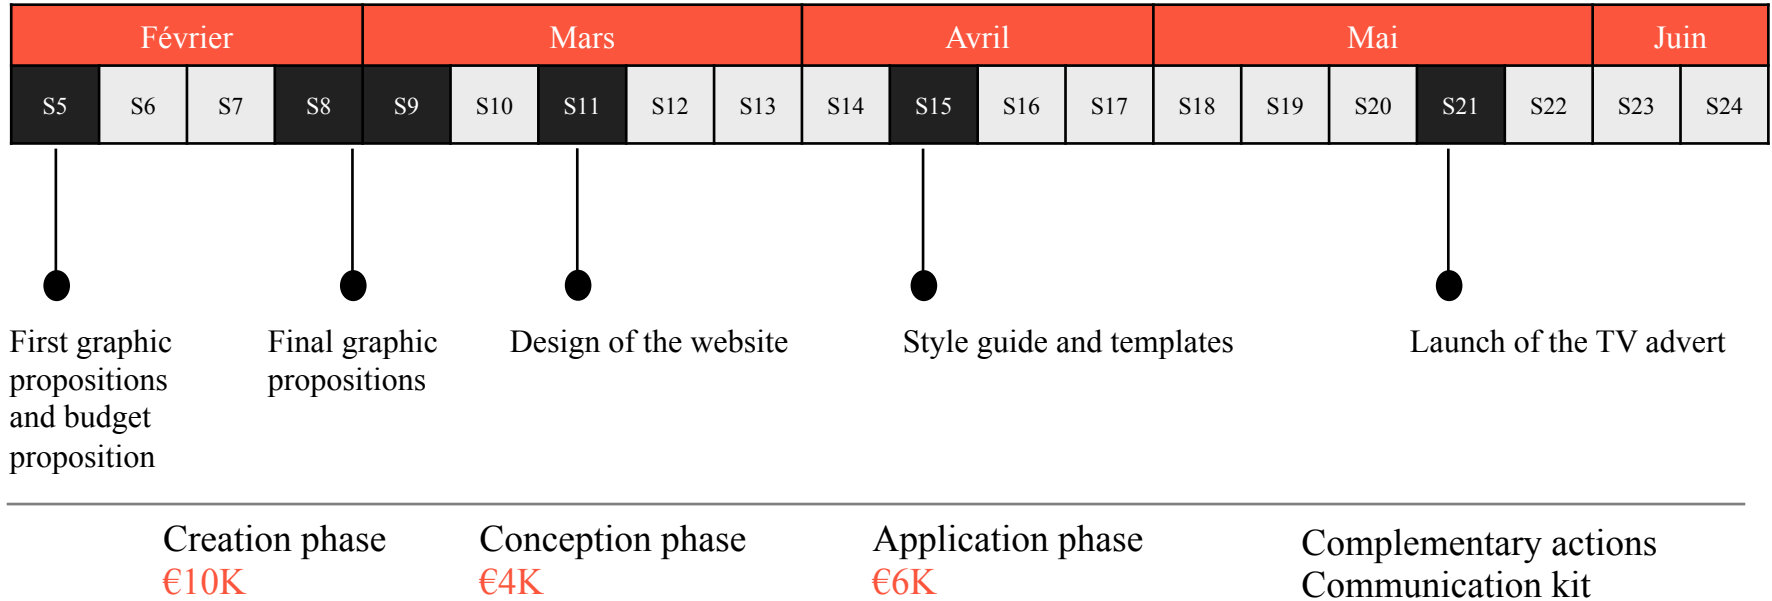 Février Mars Avril Mai Juin
S5 S6 S7 S8 S9 S10 S11 S12 S13 S14 S15 S16 S17 S18 S19 S20 S21 S22 S23 S24
First graphic
propositions
and budget
proposition
Final graphic
propositions
Design of the website
Style guide and templates
Launch of the TV advert
Creation phase
€10K
Conception phase
€4K
Application phase
€6K
Complementary actions
Communication kit